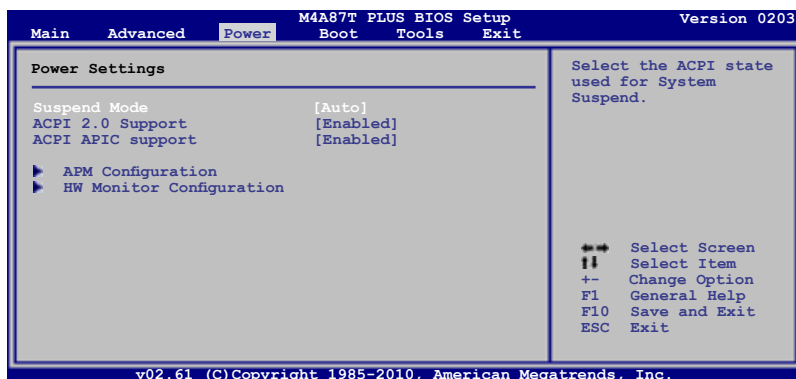 M4A87T PLUS BIOS Setup Version 0203
Main Advanced Power Boot Tools Exit
Power Settings
Suspend Mode [Auto]
ACPI 2.0 Support [Enabled]
ACPI APIC support [Enabled]
APM Configuration
HW Monitor Configuration
Select the ACPI state
used for System
Suspend.
Select Screen
Select Item
+- Change Option
F1 General Help
F10 Save and Exit
ESC Exit
v02.61 (C)Copyright 1985-2010, American Megatrends, Inc.